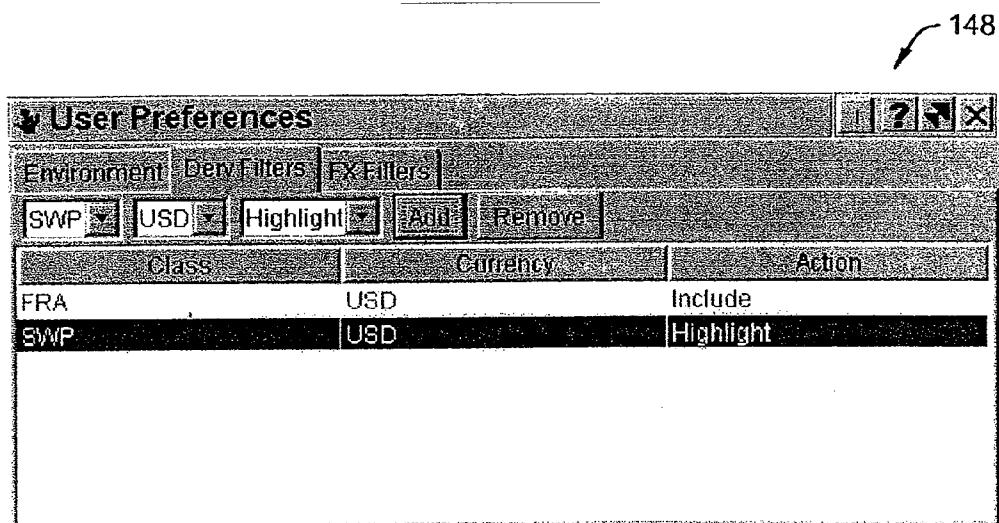 148
User Preferences
Environment Derv Filters FX Filters
SWP USD Highlight Add Remove
Class Currency Action
FRA USD Include
SWP USD Highlight